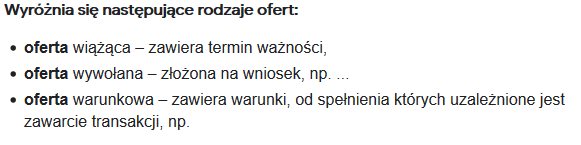 Wyróżnia się następujące rodzaje ofert:
• oferta wiążąca – zawiera termin ważności,
• oferta wywołana – złożona na wniosek, np. ...
• oferta warunkowa – zawiera warunki, od spełnienia których uzależnione jest
zawarcie transakcji, np.